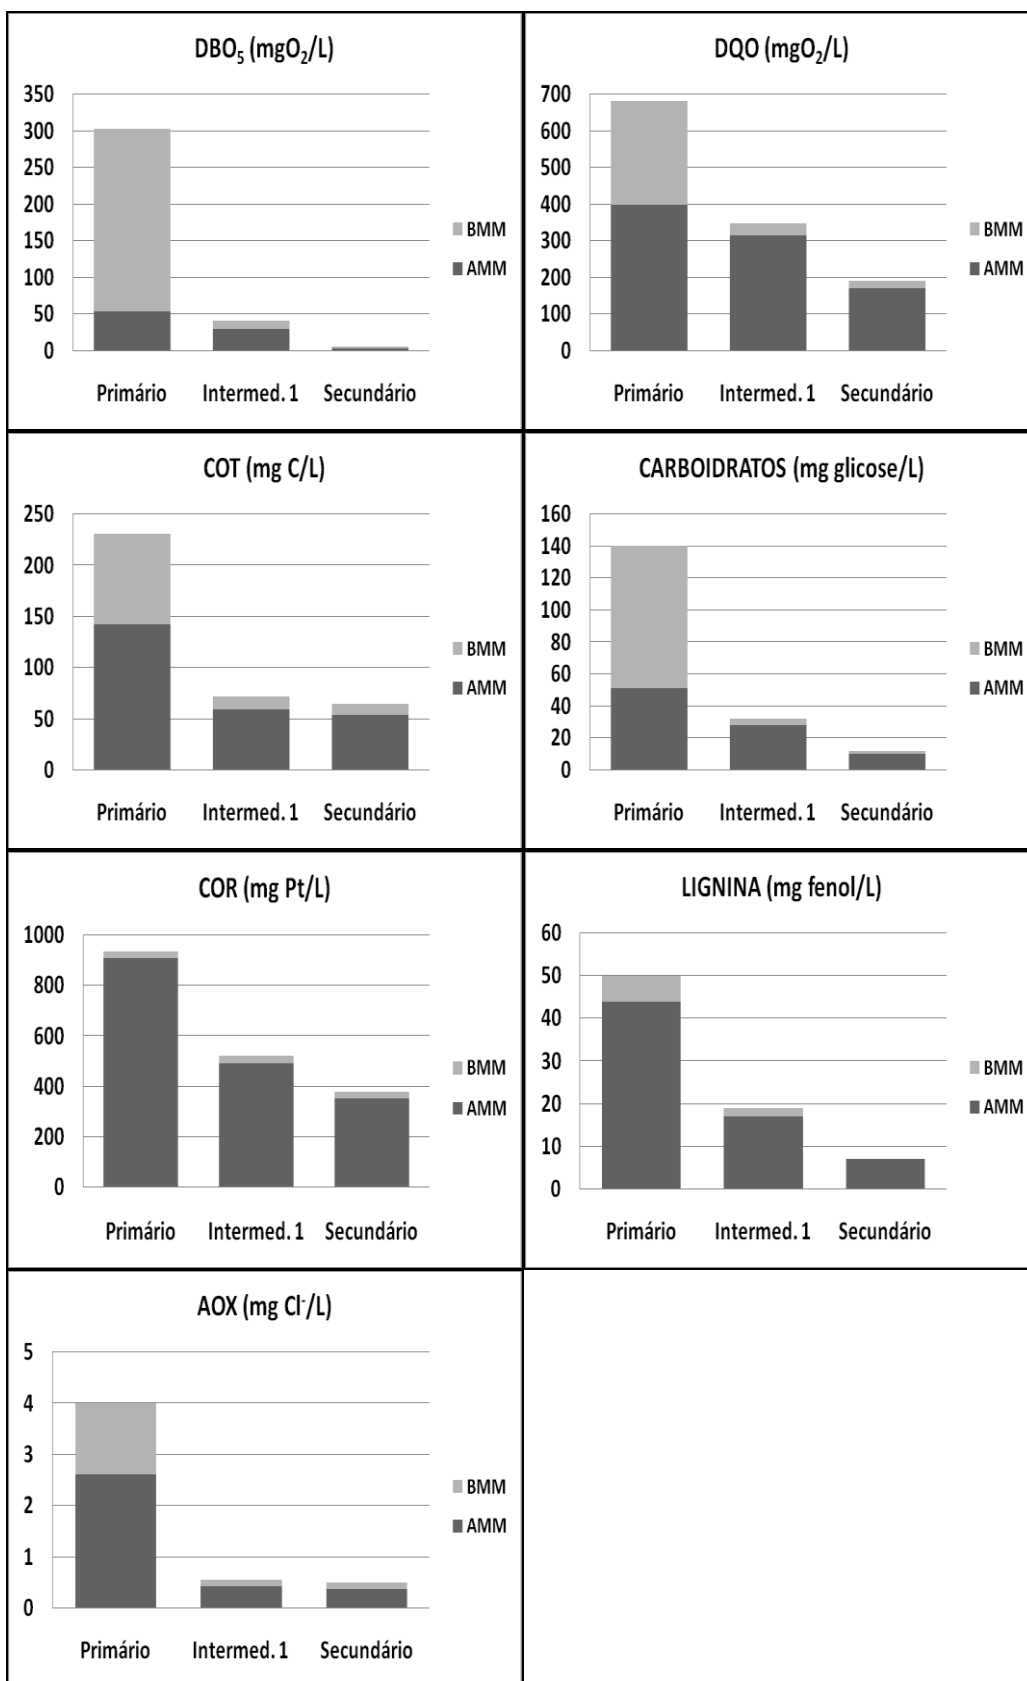 DBO₅ (mgO₂/L)
350
300
250
200
150
100
50
0
BMM
AMM
Primário Intermed. 1 Secundário
DQO (mgO₂/L)
700
600
500
400
300
200
100
0
BMM
AMM
Primário Intermed. 1 Secundário
COT (mg C/L)
250
200
150
100
50
0
BMM
AMM
Primário Intermed. 1 Secundário
CARBOIDRATOS (mg glicose/L)
160
140
120
100
80
60
40
20
0
BMM
AMM
Primário Intermed. 1 Secundário
COR (mg Pt/L)
1000
800
600
400
200
0
BMM
AMM
Primário Intermed. 1 Secundário
LIGNINA (mg fenol/L)
60
50
40
30
20
10
0
BMM
AMM
Primário Intermed. 1 Secundário
AOX (mg Cl⁻/L)
5
4
3
2
1
0
BMM
AMM
Primário Intermed. 1 Secundário